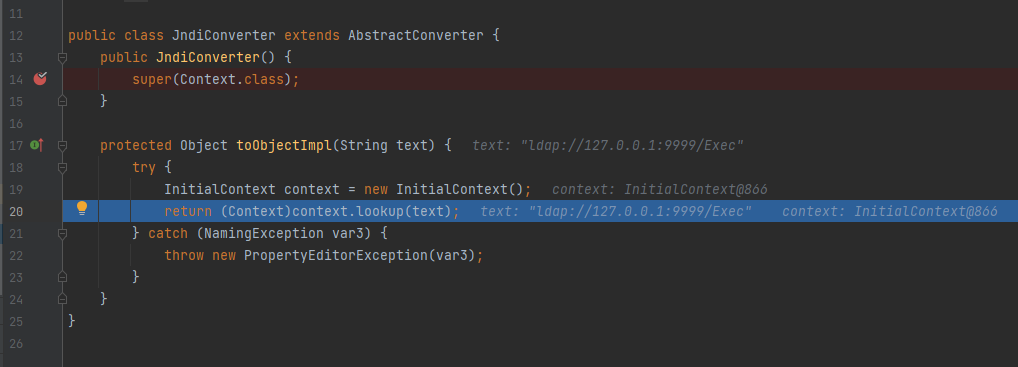 11
12 public class JndiConverter extends AbstractConverter {
13 public JndiConverter() {
14 super(Context.class);
15 }
16
17 protected Object toObjectImpl(String text) { text: "ldap://127.0.0.1:9999/Exec"
18 try {
19 InitialContext context = new InitialContext(); context: InitialContext@866
20 return (Context)context.lookup(text); text: "ldap://127.0.0.1:9999/Exec" context: InitialContext@866
21 } catch (NamingException var3) {
22 throw new PropertyEditorException(var3);
23 }
24 }
25 }
26